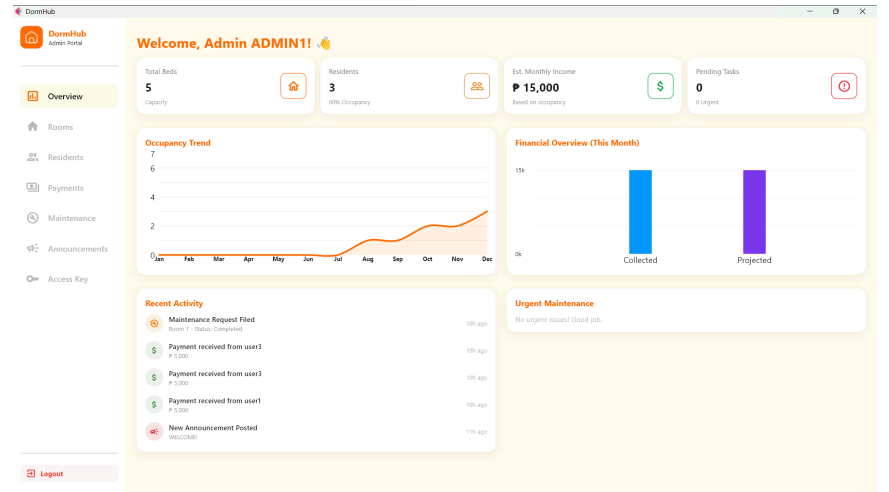 DormHub
DormHub
Admin Portal
Overview
Rooms
Residents
Payments
Maintenance
Announcements
Access Key
Logout
Welcome, Admin ADMIN1! 👋
Total Beds
5
Capacity
Residents
3
60% Occupancy
Est. Monthly Income
₱ 15,000
Based on occupancy
Pending Tasks
0
0 Urgent
Occupancy Trend
7
6
4
2
0
Jan Feb Mar Apr May Jun Jul Aug Sep Oct Nov Dec
Financial Overview (This Month)
15k
0k
Collected Projected
Recent Activity
Maintenance Request Filed
Room 1 - Status: Completed
10h ago
Payment received from user3
₱ 5,000
10h ago
Payment received from user3
₱ 5,000
10h ago
Payment received from user1
₱ 5,000
10h ago
New Announcement Posted
WELCOME!
11h ago
Urgent Maintenance
No urgent issues! Good job.